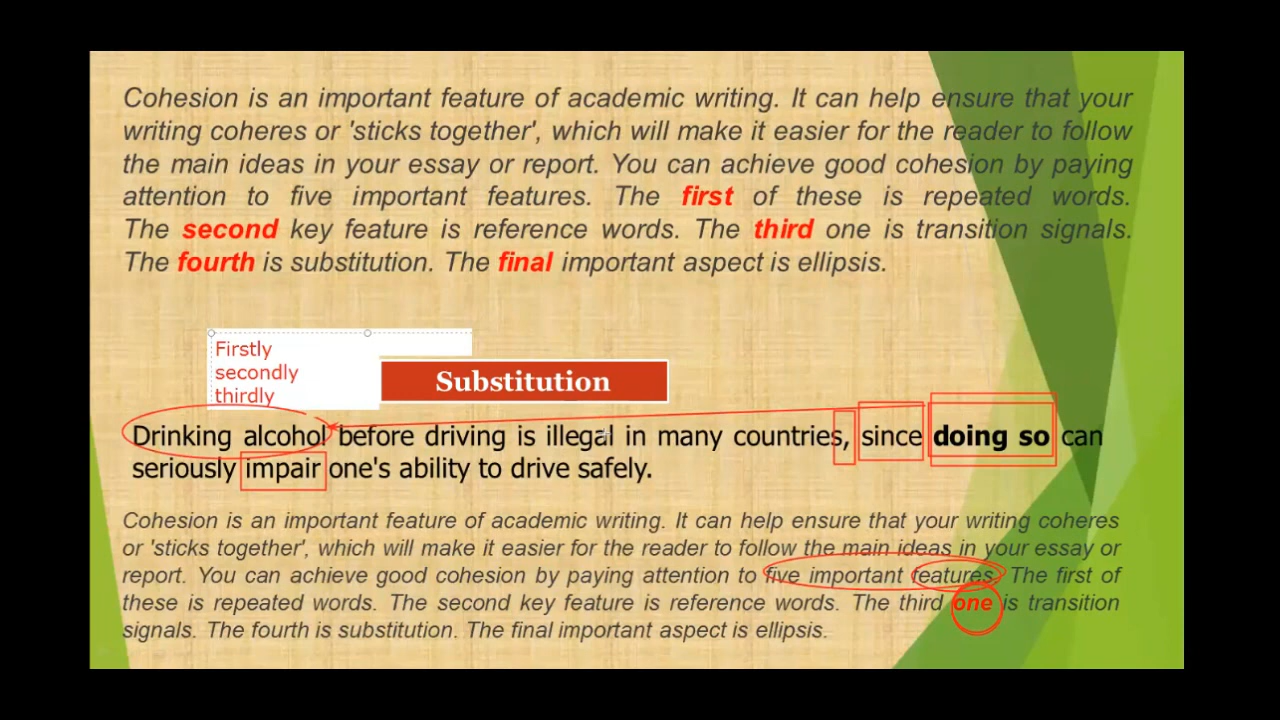 Cohesion is an important feature of academic writing. It can help ensure that your
writing coheres or 'sticks together', which will make it easier for the reader to follow
the main ideas in your essay or report. You can achieve good cohesion by paying
attention to five important features. The first of these is repeated words.
The second key feature is reference words. The third one is transition signals.
The fourth is substitution. The final important aspect is ellipsis.
Firstly
secondly
thirdly
Substitution
Drinking alcohol before driving is illegal in many countries, since doing so can
seriously impair one's ability to drive safely.
Cohesion is an important feature of academic writing. It can help ensure that your writing coheres
or 'sticks together', which will make it easier for the reader to follow the main ideas in your essay or
report. You can achieve good cohesion by paying attention to five important features. The first of
these is repeated words. The second key feature is reference words. The third one is transition
signals. The fourth is substitution. The final important aspect is ellipsis.